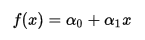 f(x) = α₀ + α₁x